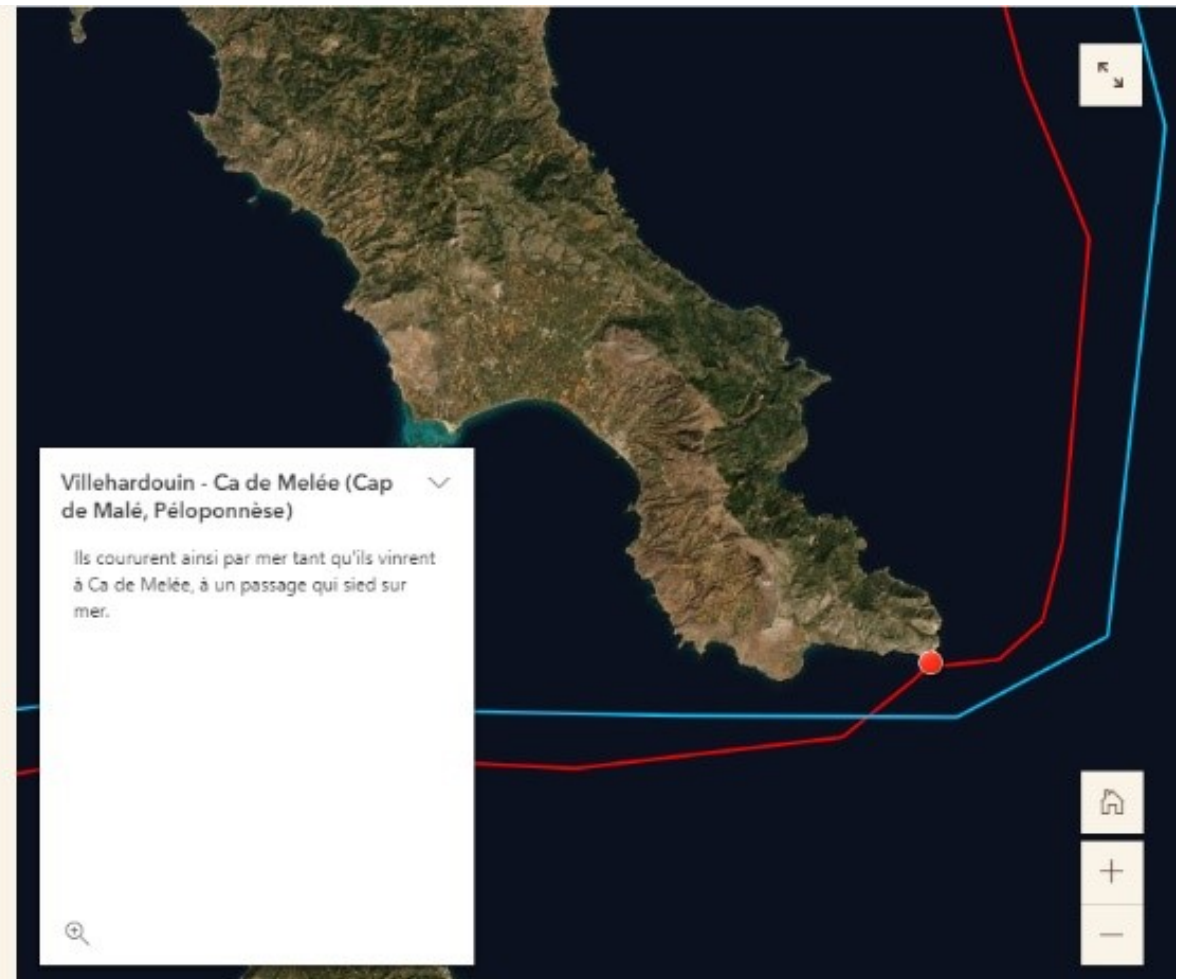 Villehardouin - Ca de Melée (Cap
de Malé, Péloponnèse)
Ils coururent ainsi par mer tant qu'ils vinrent
à Ca de Melée, à un passage qui sied sur
mer.